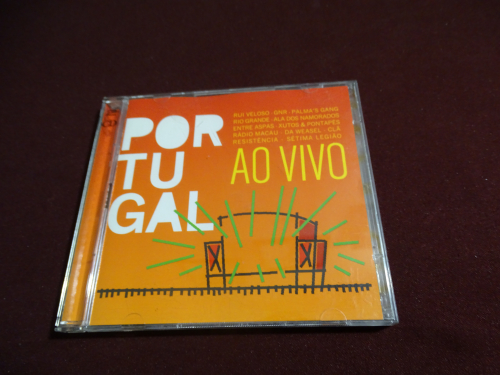 RUI VELOSO · GNR · PALMA'S GANG
RIO GRANDE · ALA DOS NAMORADOS
ENTRE ASPAS · XUTOS & PONTAPÉS
RÁDIO MACAU · DA WEASEL · CLÃ
RESISTÊNCIA · SÉTIMA LEGIÃO
POR
TU
GAL
AO VIVO